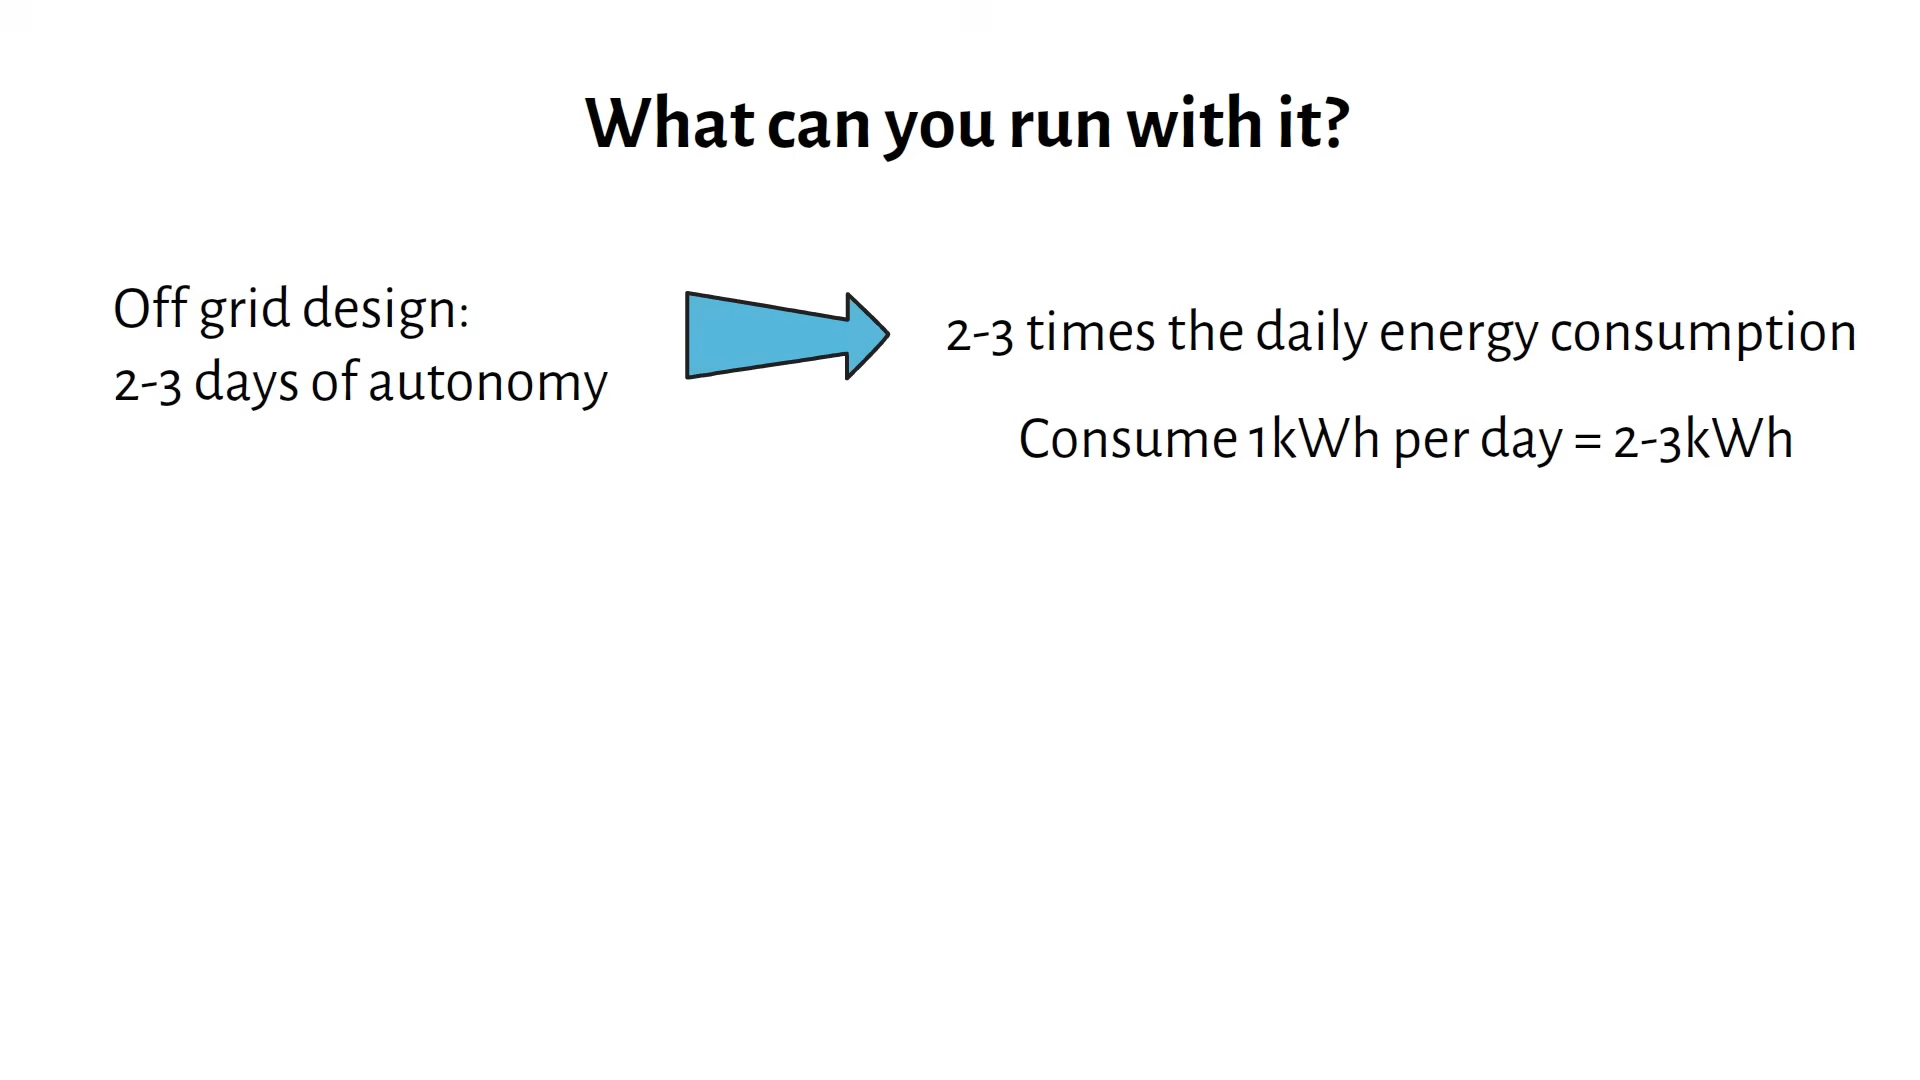 What can you run with it?
Off grid design:
2-3 days of autonomy
2-3 times the daily energy consumption
Consume 1kWh per day = 2-3kWh